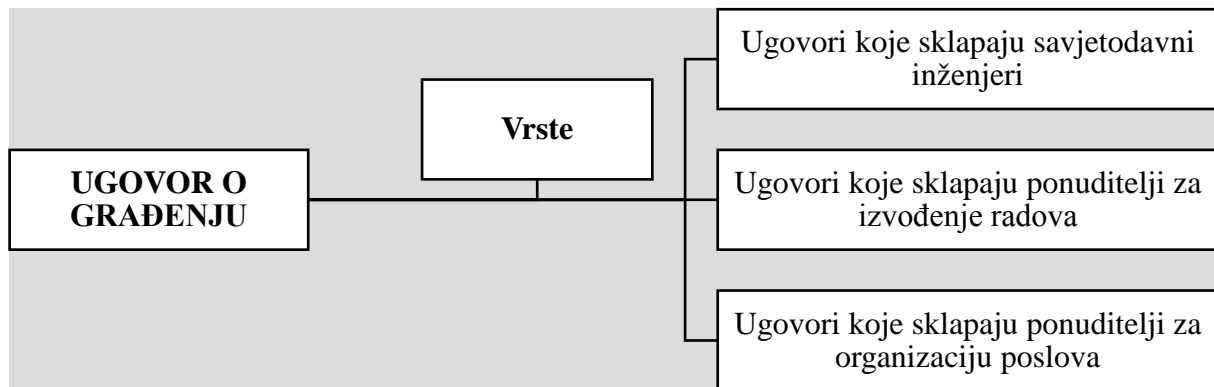 UGOVOR O
GRAĐENJU
Vrste
Ugovori koje sklapaju savjetodavni
inženjeri
Ugovori koje sklapaju ponuditelji za
izvođenje radova
Ugovori koje sklapaju ponuditelji za
organizaciju poslova